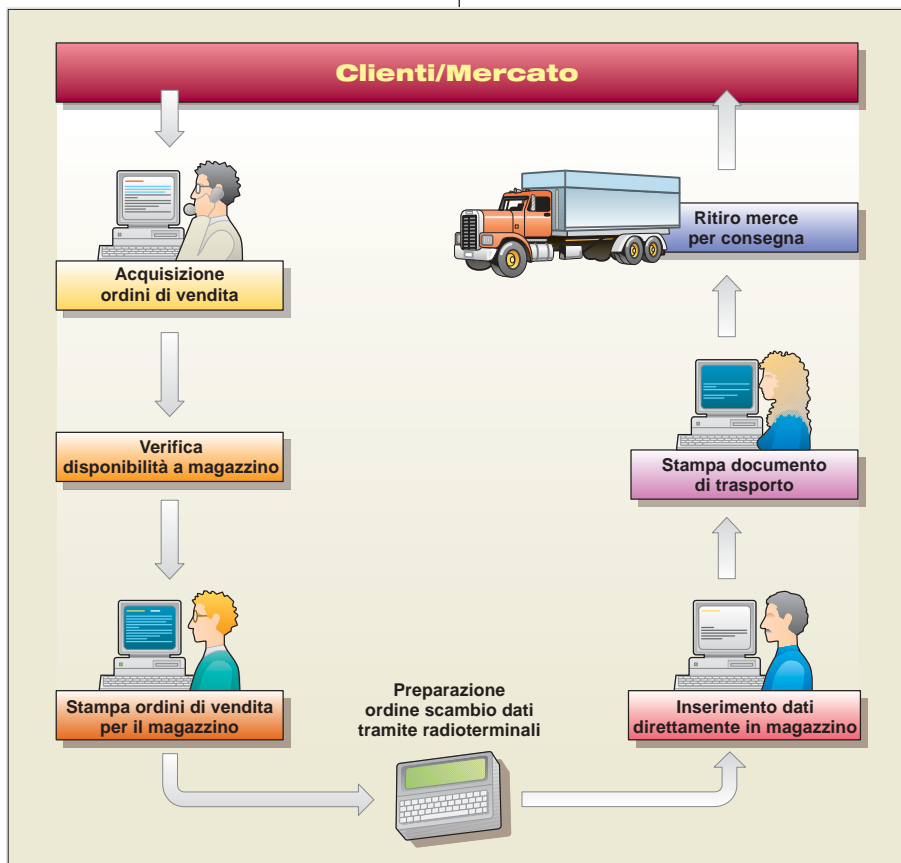 Clienti/Mercato
Acquisizione
ordini di vendita
Verifica
disponibilità a magazzino
Stampa ordini di vendita
per il magazzino
Preparazione
ordine scambio dati
tramite radioterminali
Inserimento dati
direttamente in magazzino
Stampa documento
di trasporto
Ritiro merce
per consegna